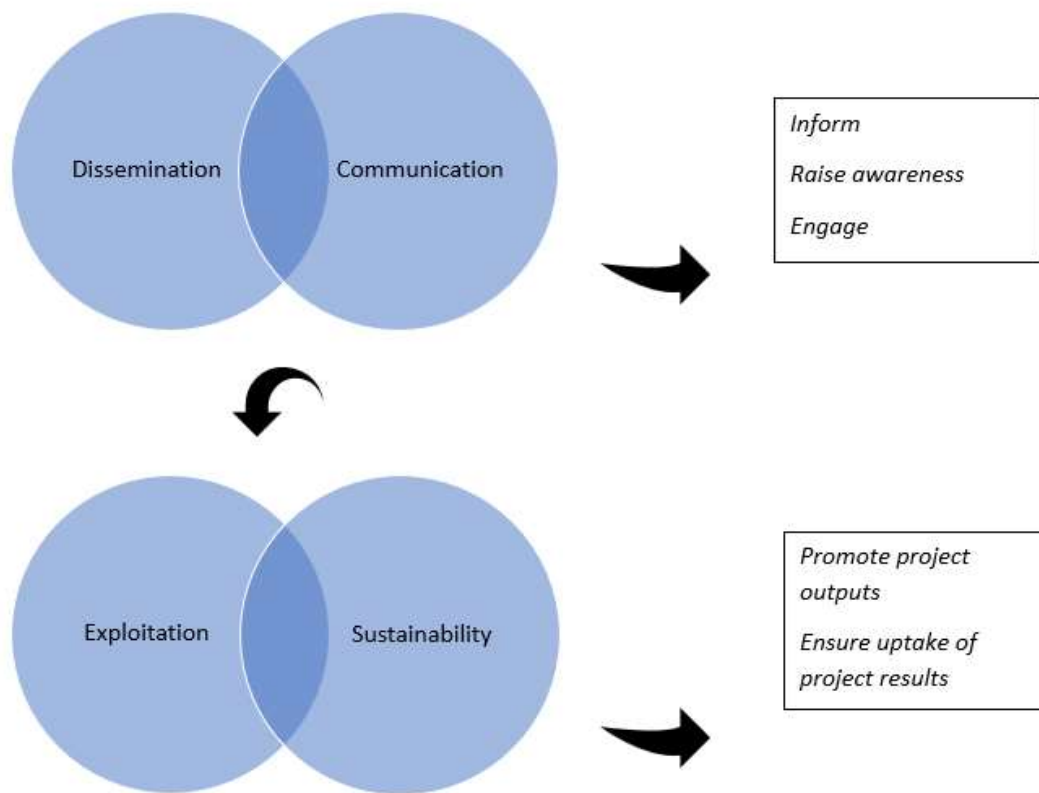 Dissemination
Communication
Inform
Raise awareness
Engage
Exploitation
Sustainability
Promote project
outputs
Ensure uptake of
project results